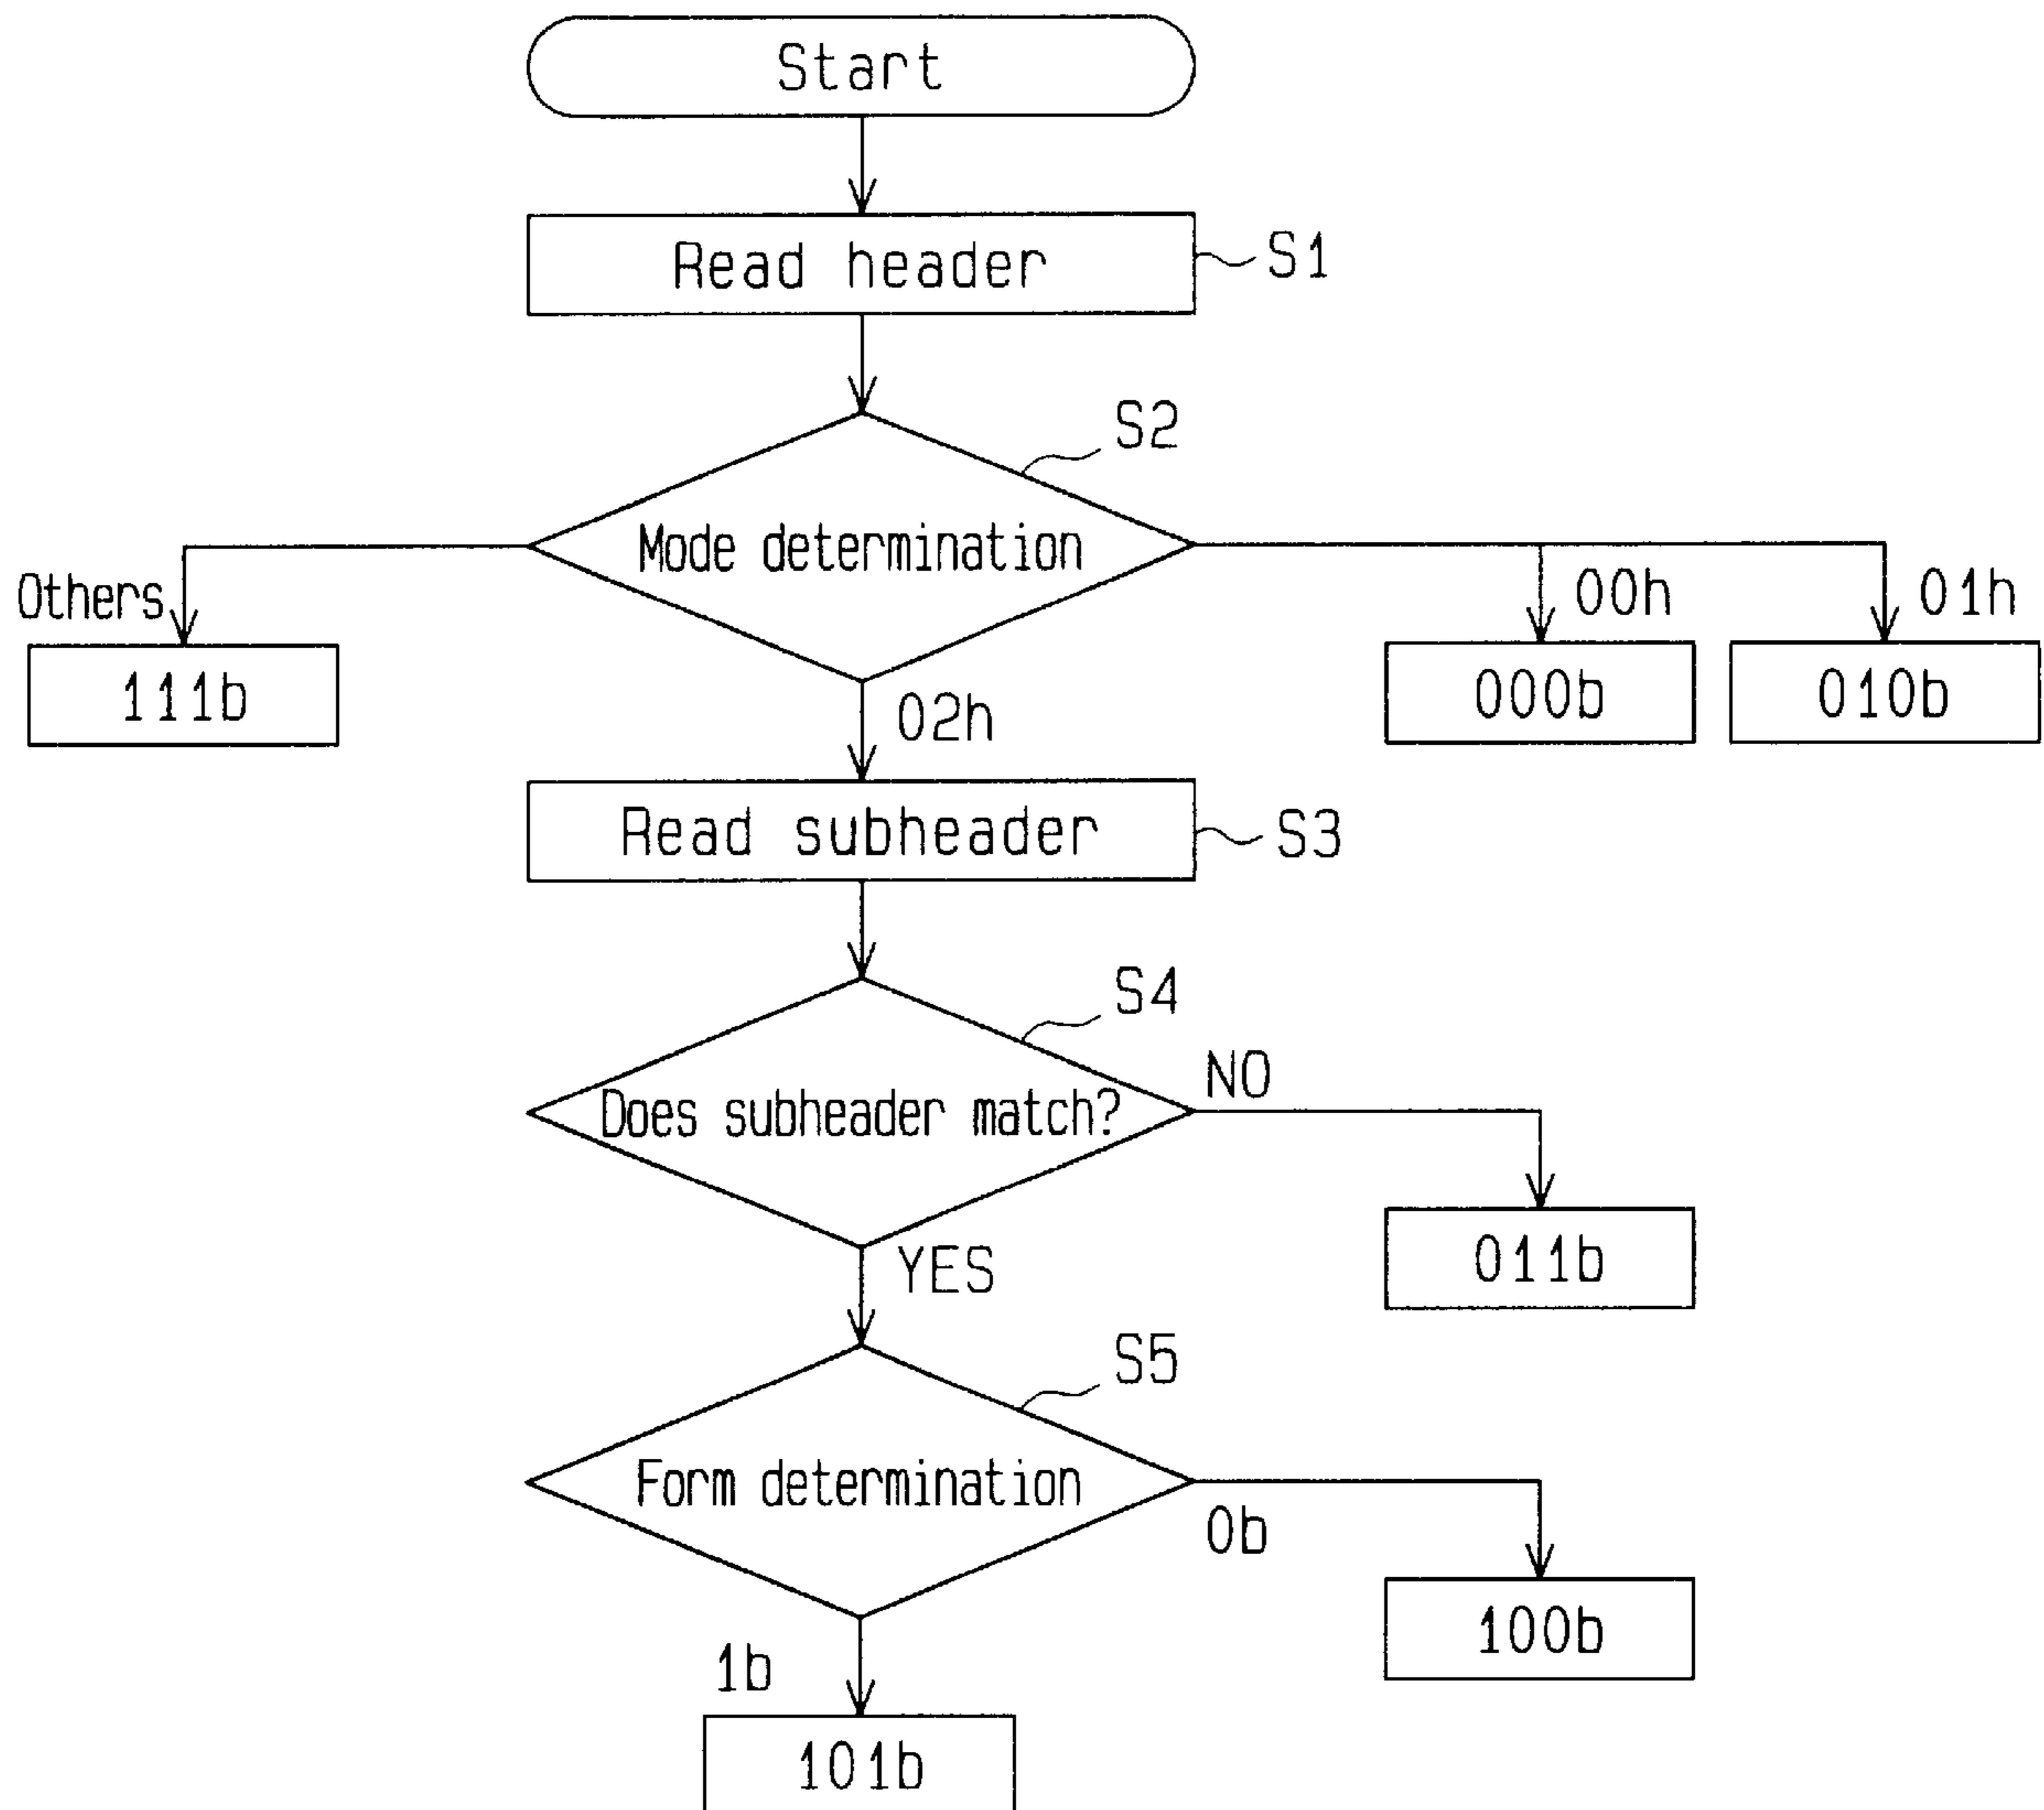 Start
Read header
S1
S2
Mode determination
Others
00h
01h
111b
000b
010b
02h
Read subheader
S3
S4
Does subheader match?
NO
011b
YES
S5
Form determination
0b
100b
1b
101b